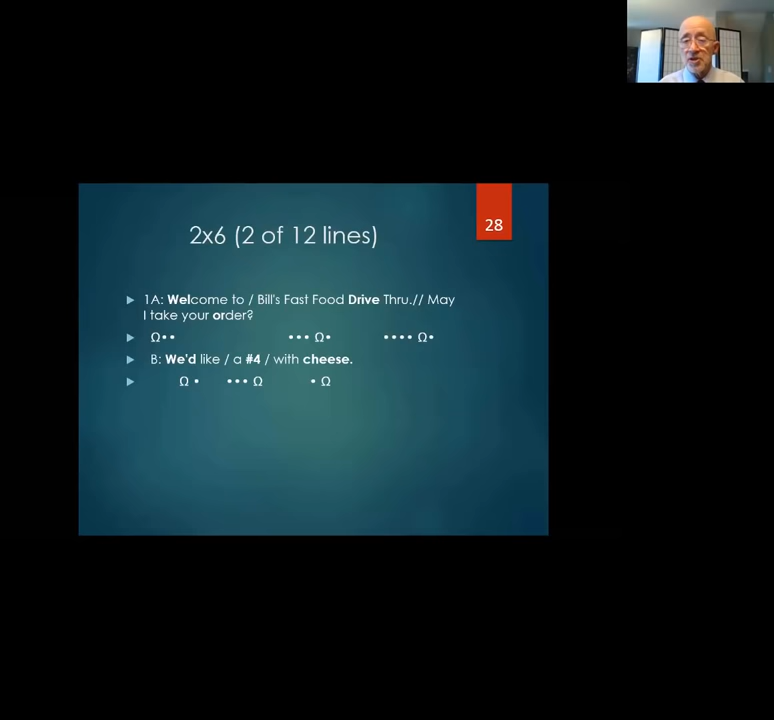 28
2x6 (2 of 12 lines)
1A: Welcome to / Bill's Fast Food Drive Thru.// May
I take your order?
Ω•• ••• Ω• •••• Ω•
B: We'd like / a #4 / with cheese.
Ω • ••• Ω • Ω